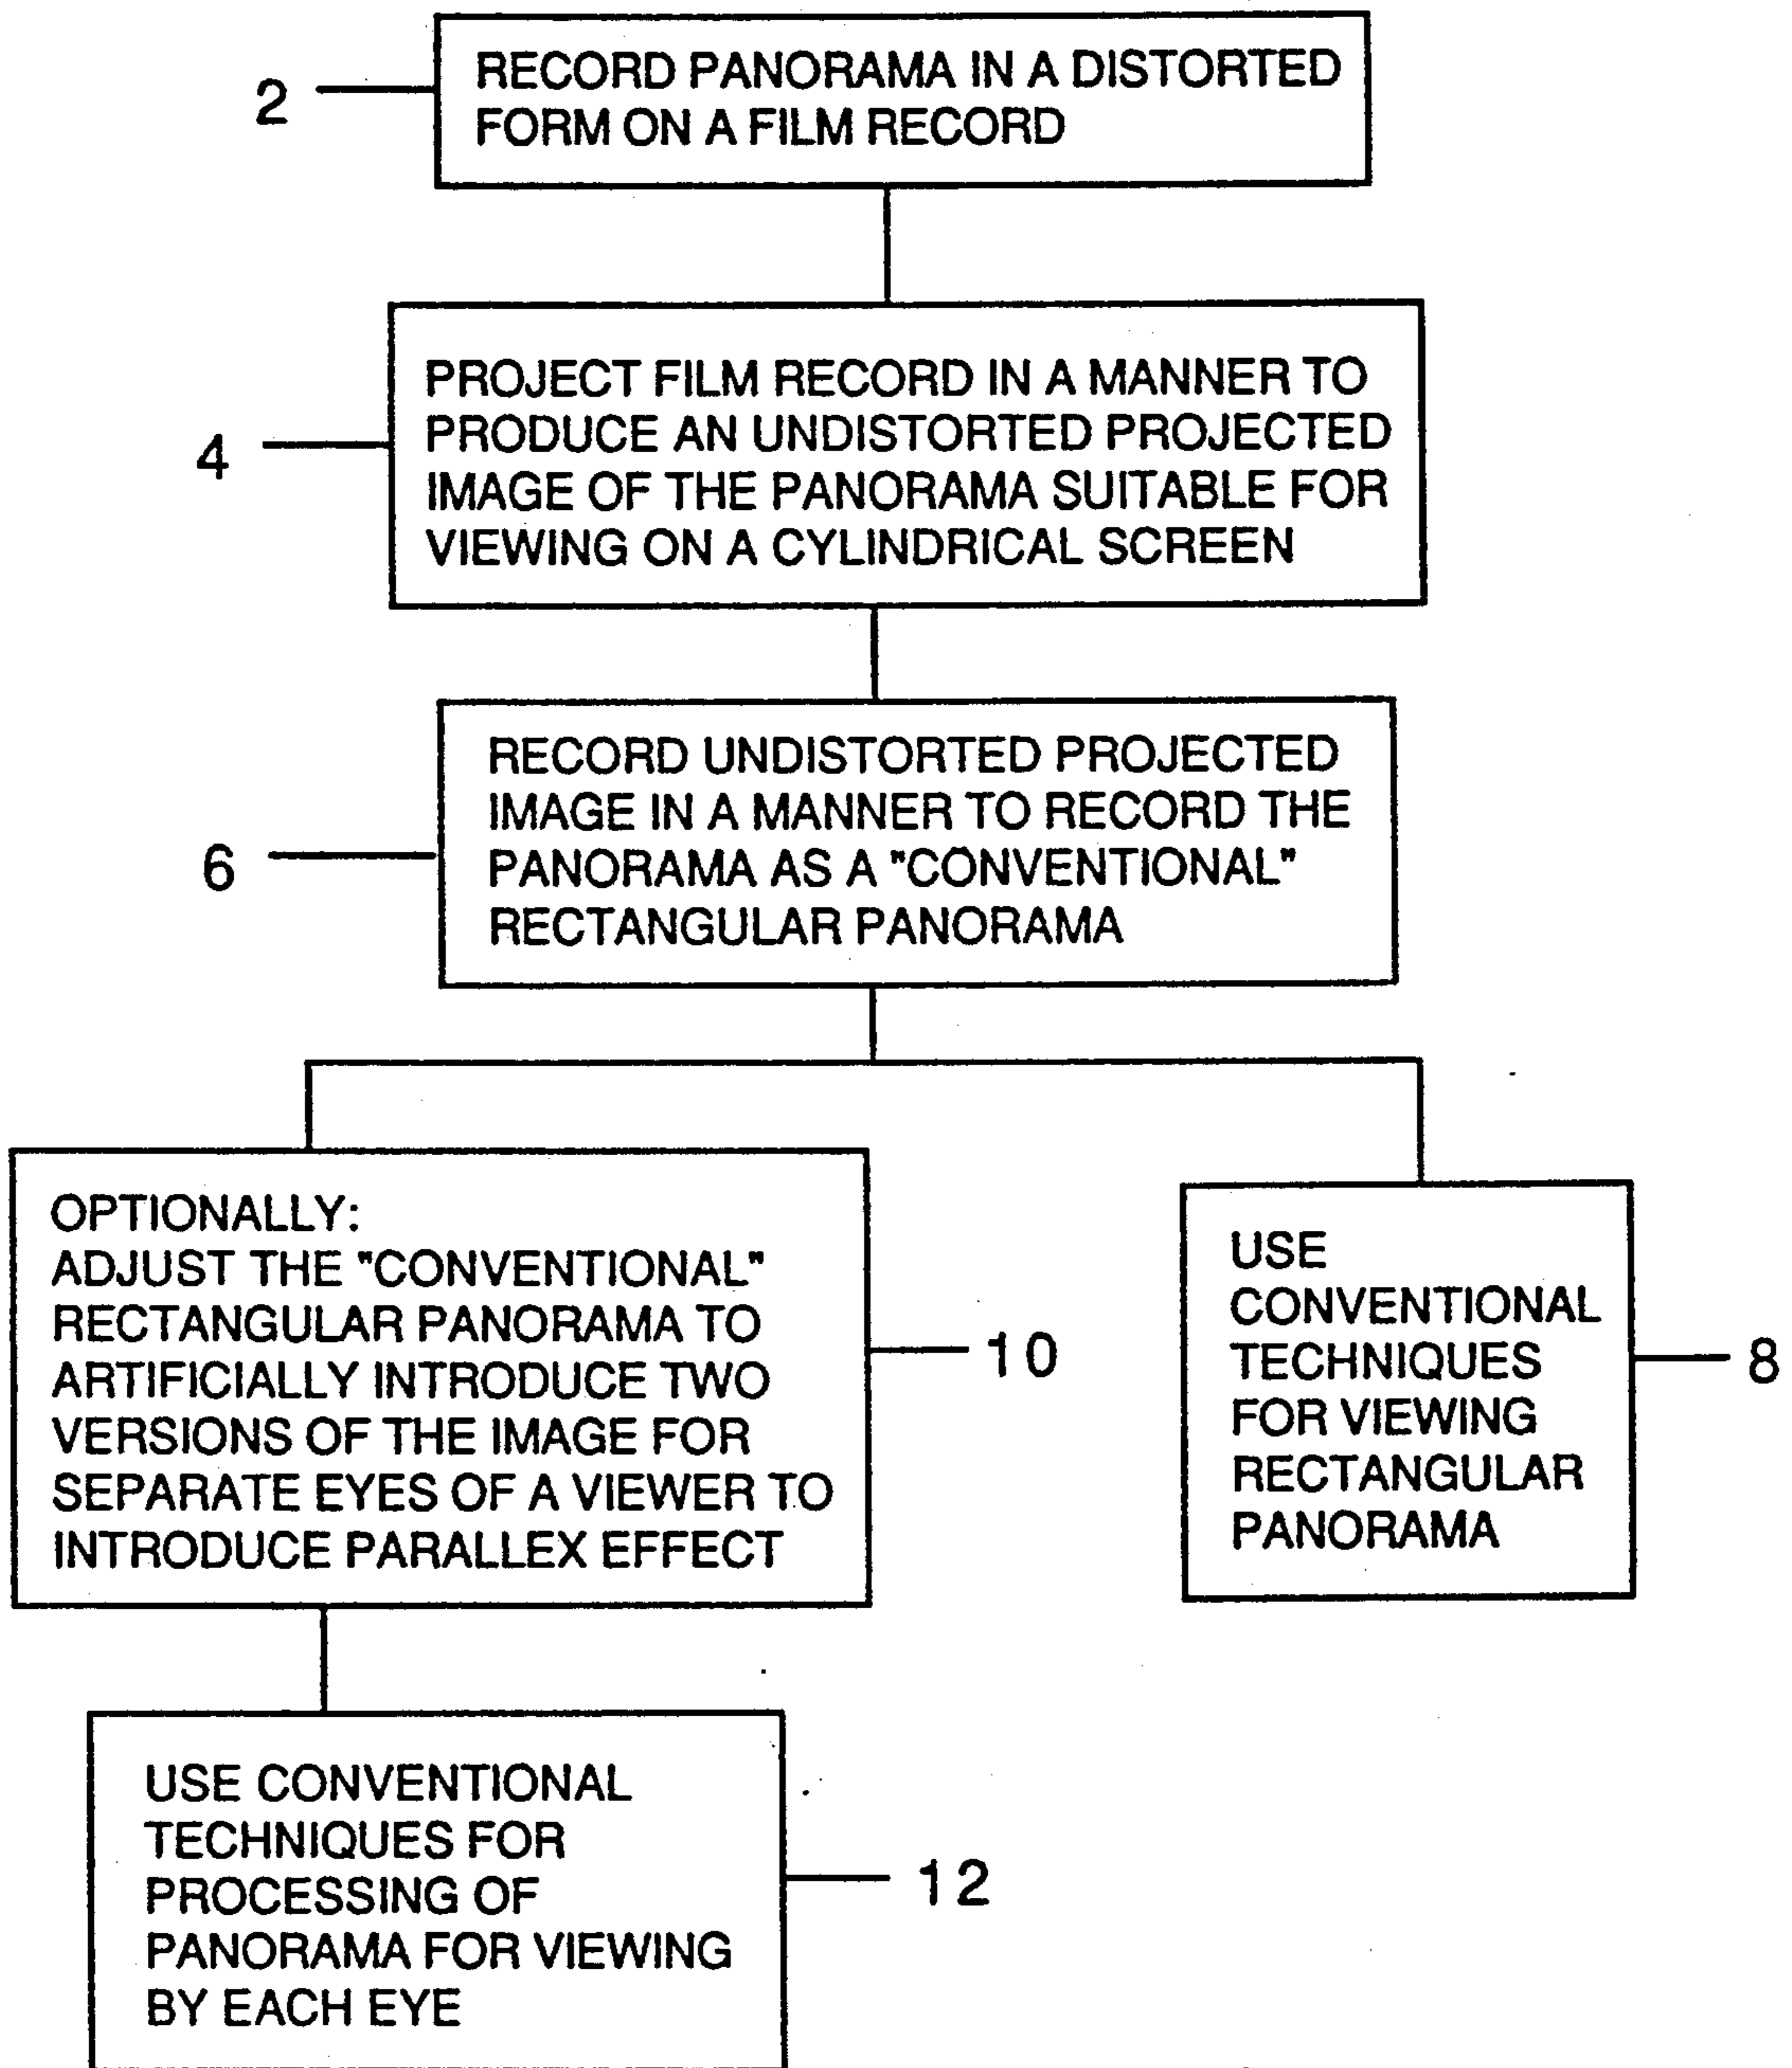 2
RECORD PANORAMA IN A DISTORTED
FORM ON A FILM RECORD
4
PROJECT FILM RECORD IN A MANNER TO
PRODUCE AN UNDISTORTED PROJECTED
IMAGE OF THE PANORAMA SUITABLE FOR
VIEWING ON A CYLINDRICAL SCREEN
6
RECORD UNDISTORTED PROJECTED
IMAGE IN A MANNER TO RECORD THE
PANORAMA AS A "CONVENTIONAL"
RECTANGULAR PANORAMA
OPTIONALLY:
ADJUST THE "CONVENTIONAL"
RECTANGULAR PANORAMA TO
ARTIFICIALLY INTRODUCE TWO
VERSIONS OF THE IMAGE FOR
SEPARATE EYES OF A VIEWER TO
INTRODUCE PARALLEX EFFECT
10
USE
CONVENTIONAL
TECHNIQUES
FOR VIEWING
RECTANGULAR
PANORAMA
8
USE CONVENTIONAL
TECHNIQUES FOR
PROCESSING OF
PANORAMA FOR VIEWING
BY EACH EYE
12